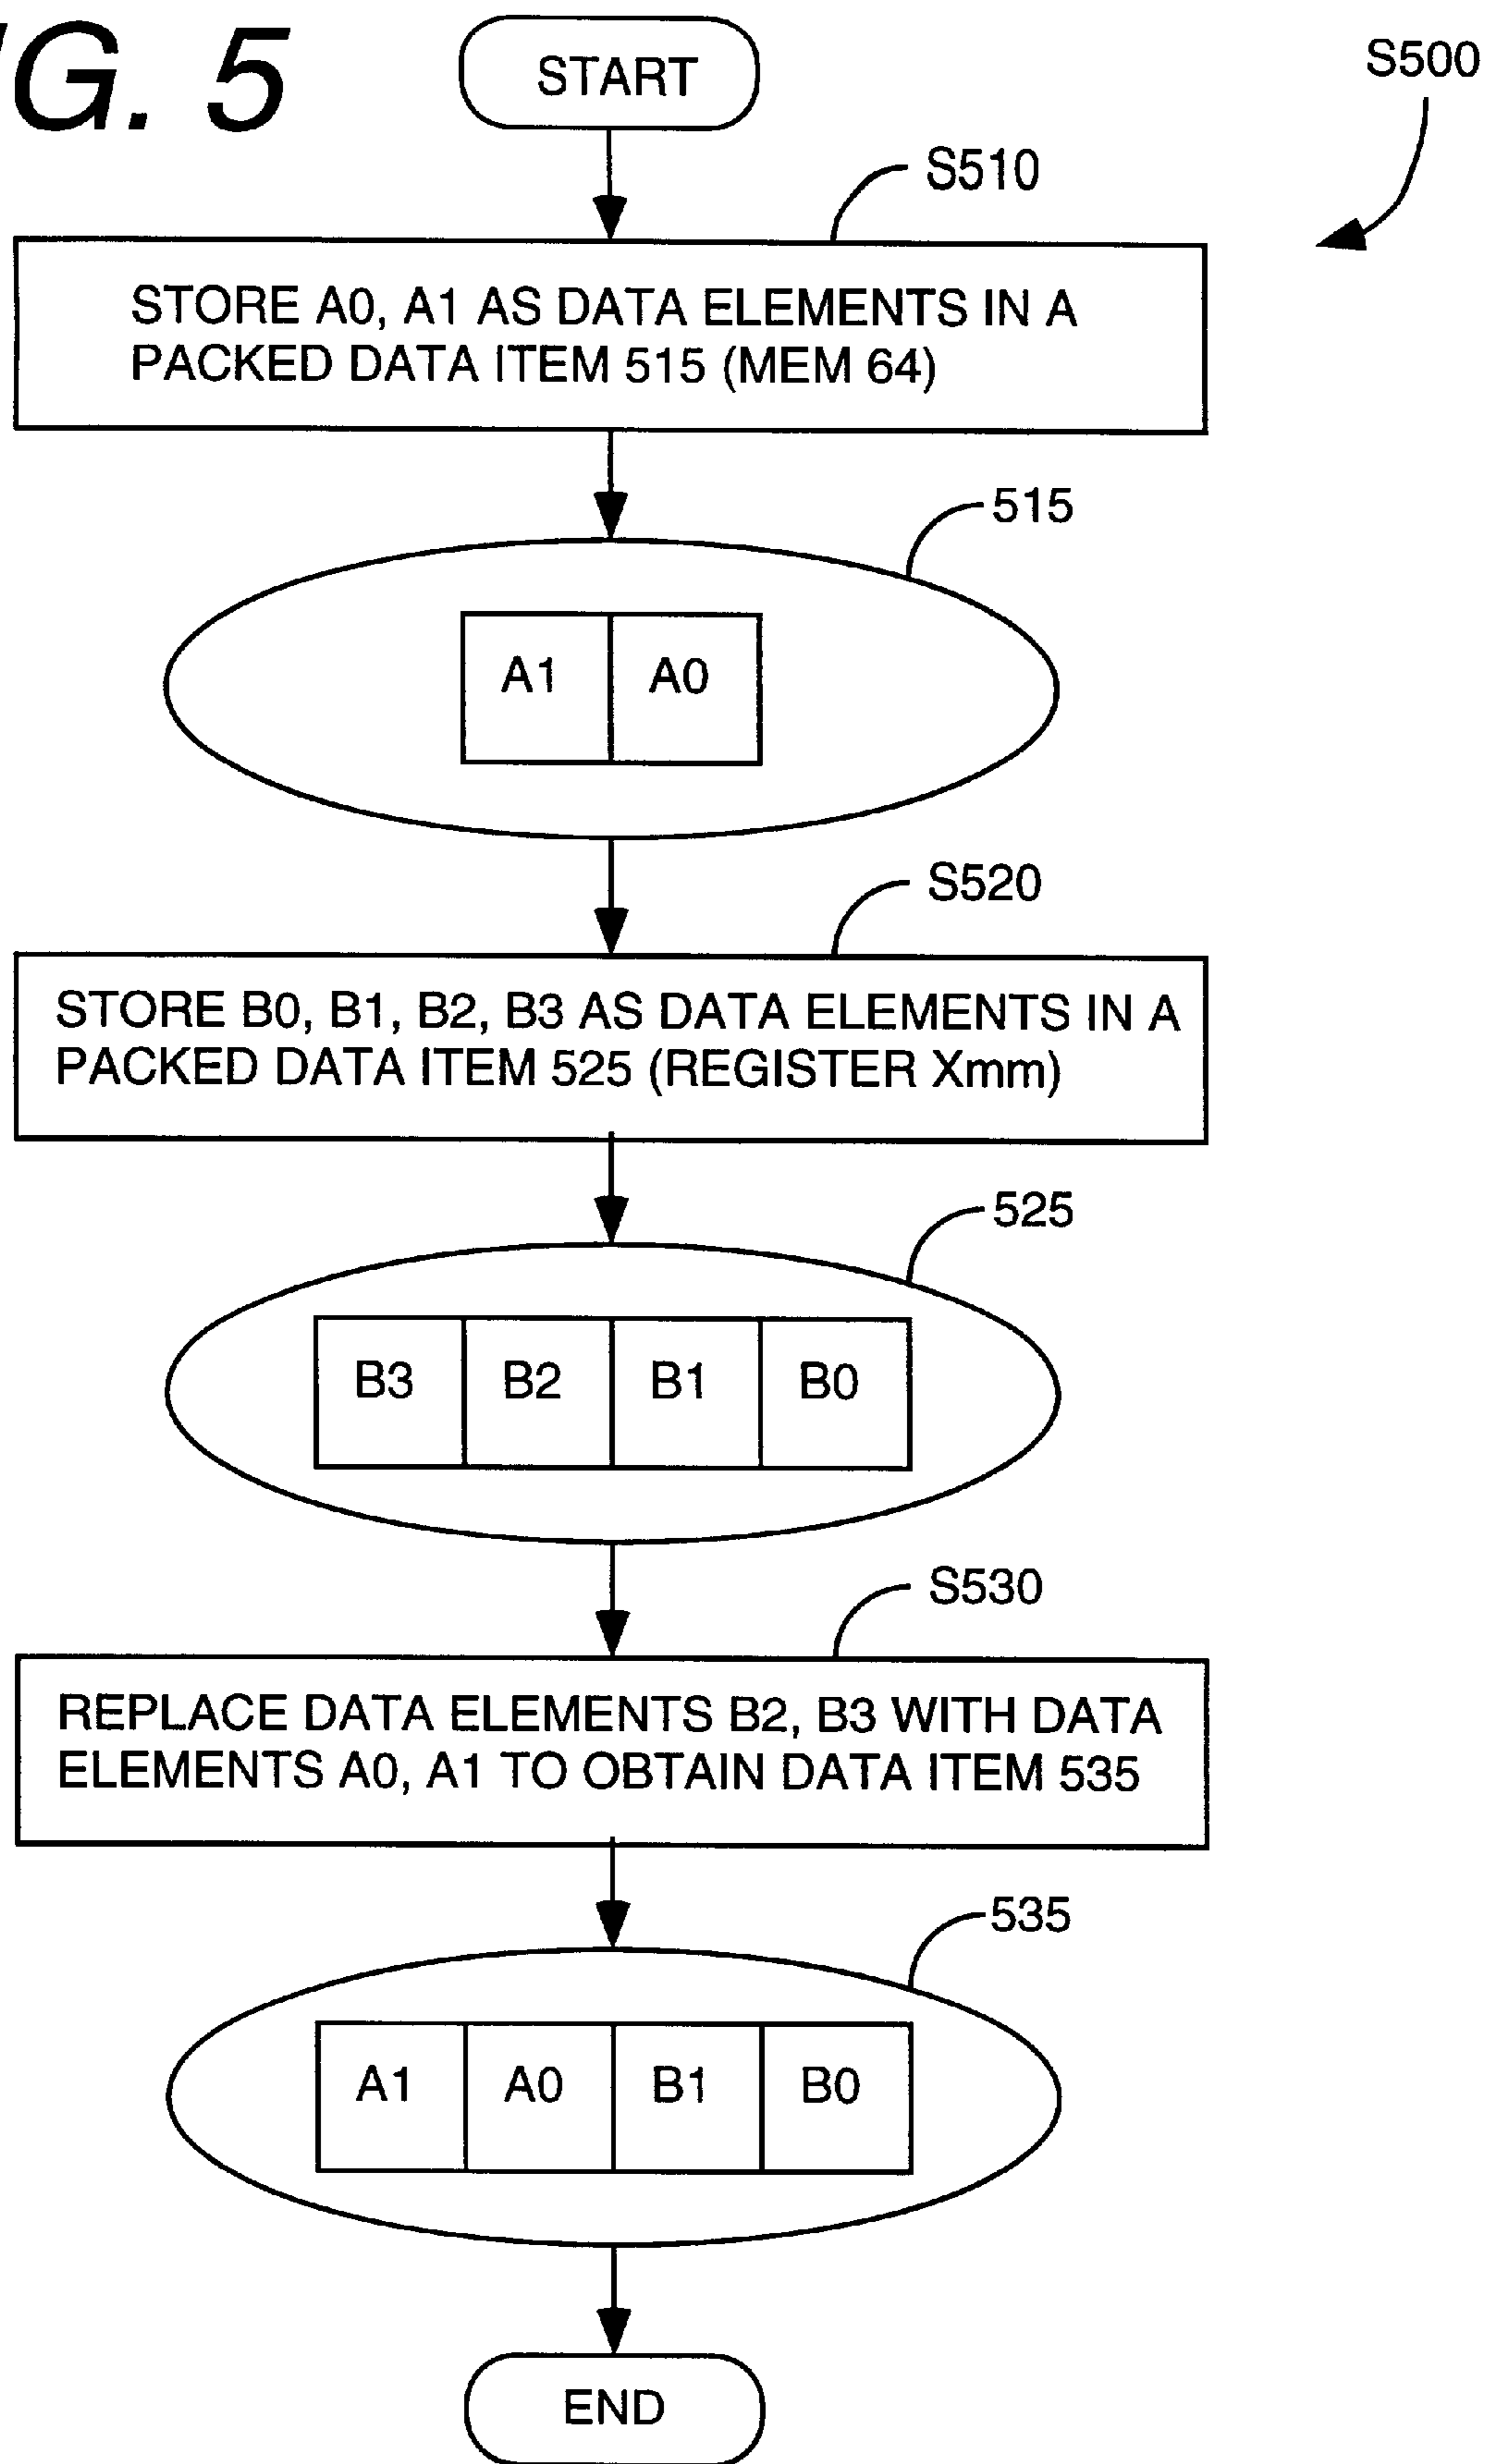 G. 5
START
S500
S510
STORE A0, A1 AS DATA ELEMENTS IN A
PACKED DATA ITEM 515 (MEM 64)
515
A1 A0
S520
STORE B0, B1, B2, B3 AS DATA ELEMENTS IN A
PACKED DATA ITEM 525 (REGISTER Xmm)
525
B3 B2 B1 B0
S530
REPLACE DATA ELEMENTS B2, B3 WITH DATA
ELEMENTS A0, A1 TO OBTAIN DATA ITEM 535
535
A1 A0 B1 B0
END